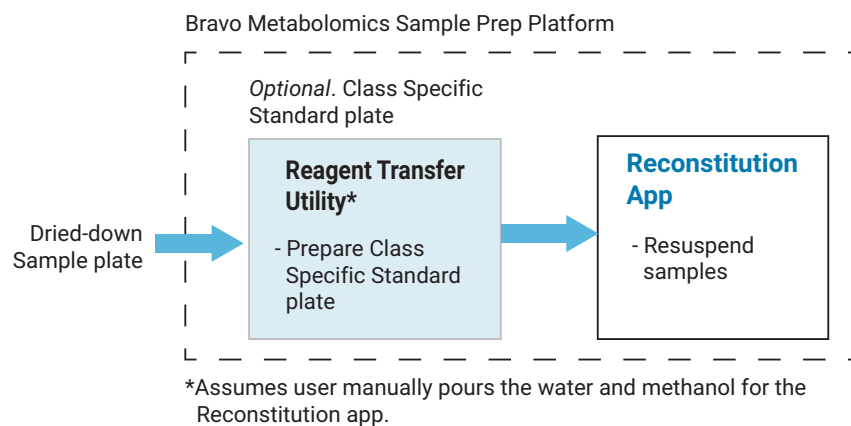 Bravo Metabolomics Sample Prep Platform
Optional. Class Specific
Standard plate
Reagent Transfer
Utility*
- Prepare Class
Specific Standard
plate
Reconstitution
App
- Resuspend
samples
Dried-down
Sample plate
*Assumes user manually pours the water and methanol for the
Reconstitution app.